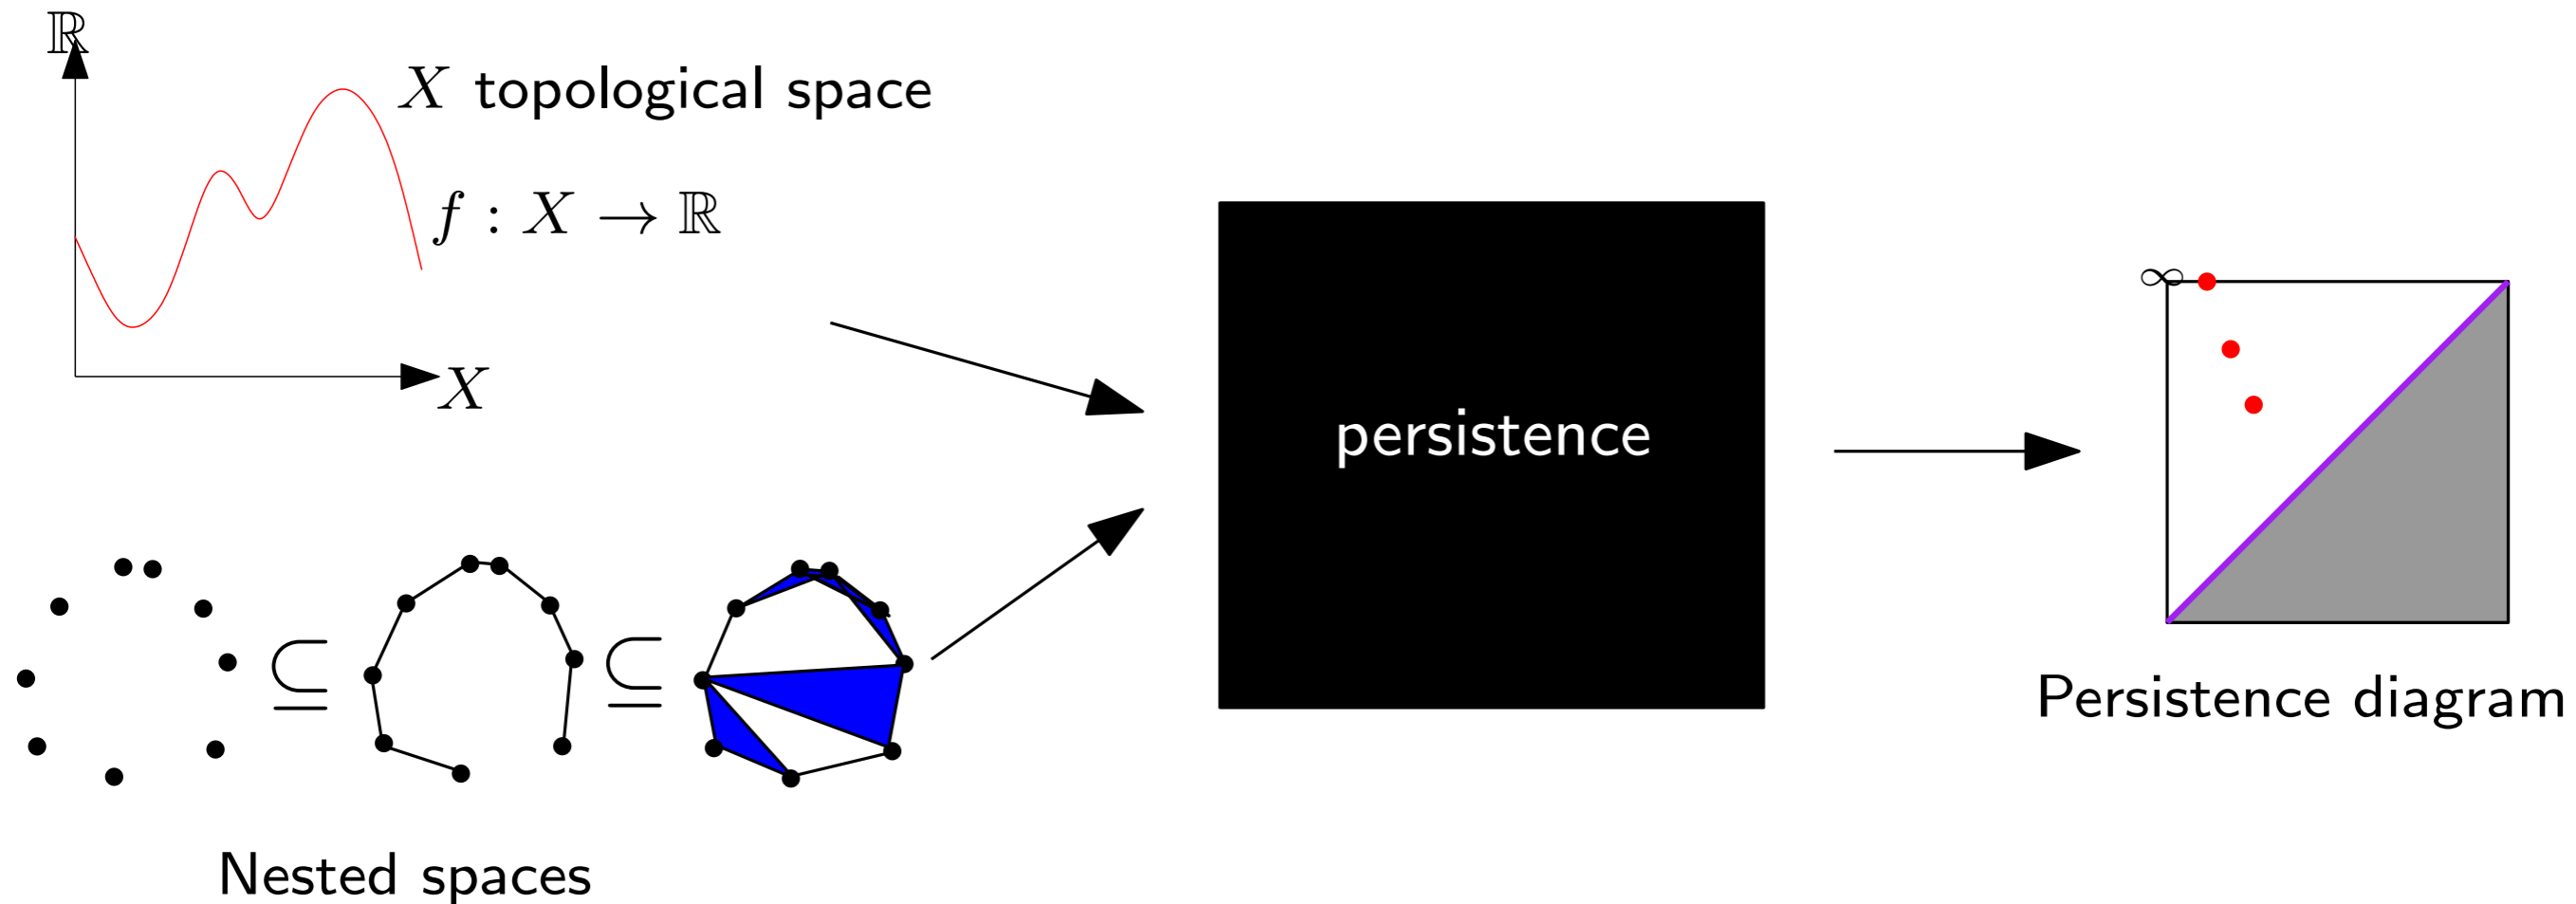 ℝ
X topological space
f : X → ℝ
X
⊆ ⊆
Nested spaces
persistence
∞
Persistence diagram